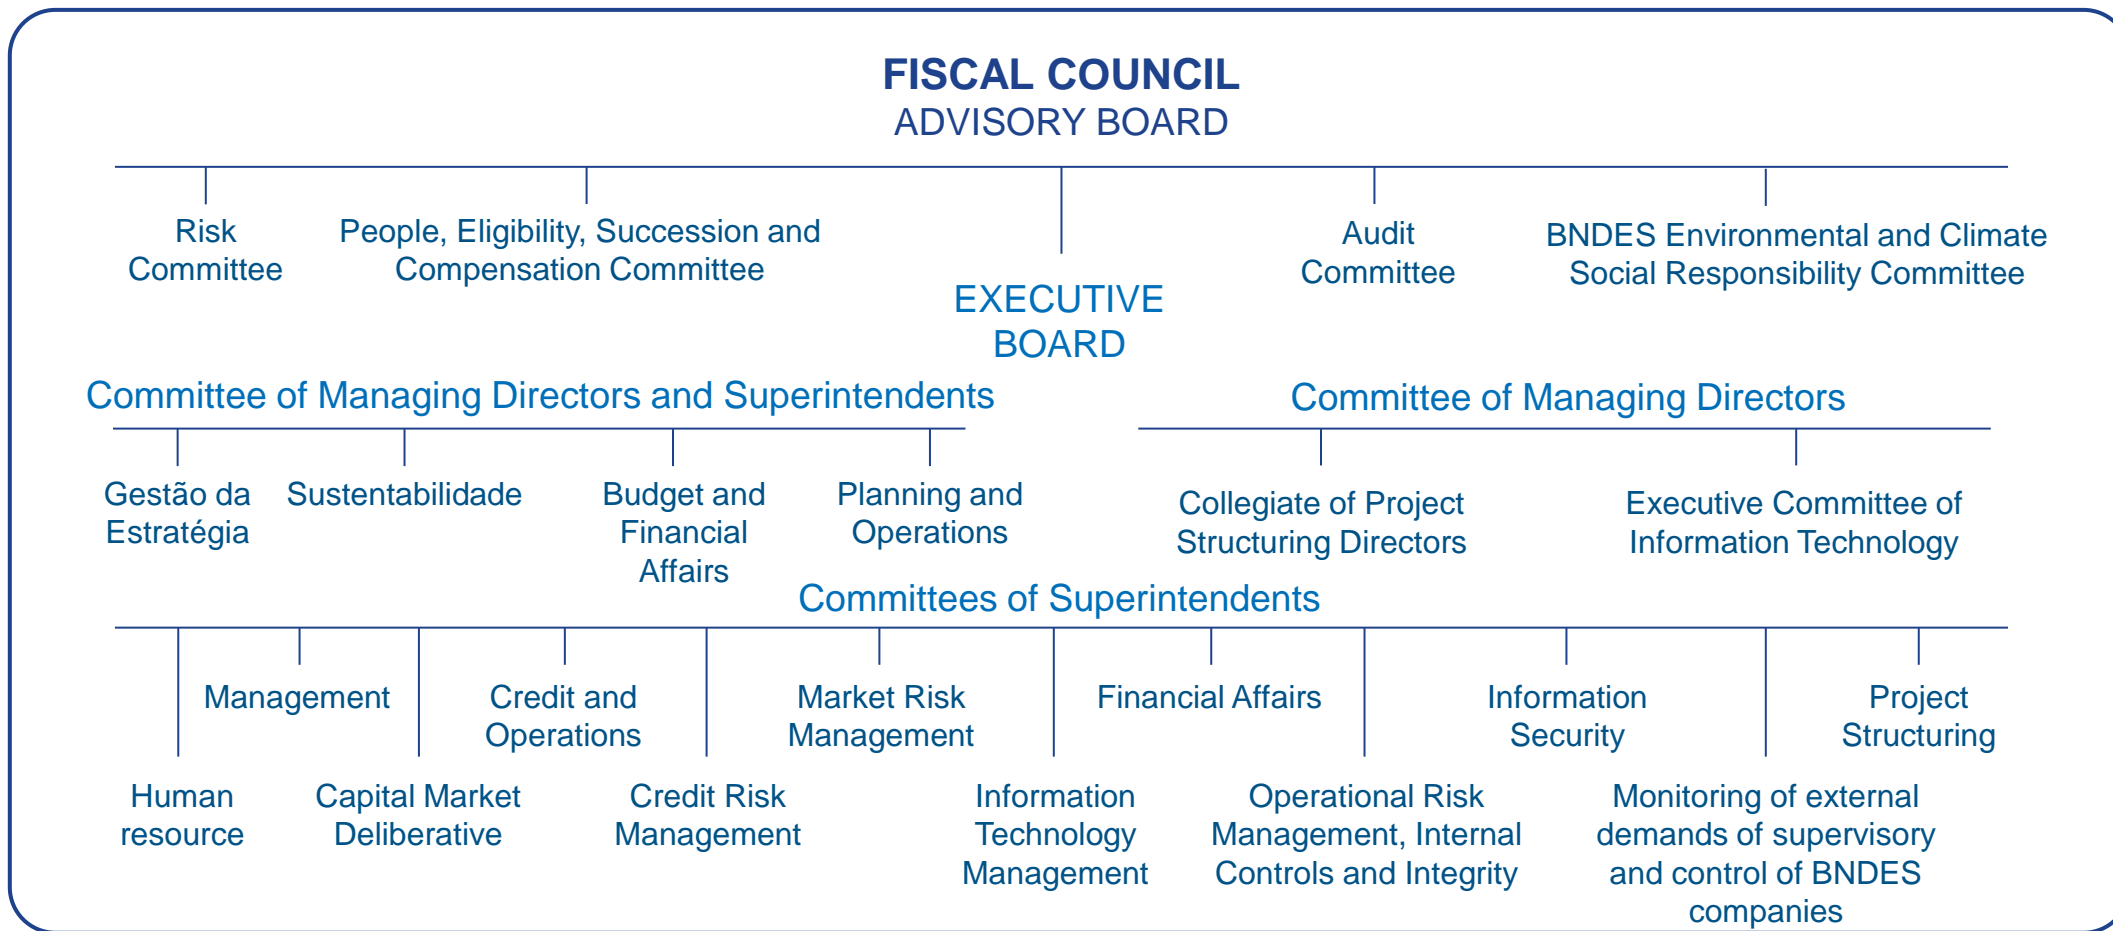 FISCAL COUNCIL
ADVISORY BOARD
Risk
Committee
People, Eligibility, Succession and
Compensation Committee
EXECUTIVE
BOARD
Audit
Committee
BNDES Environmental and Climate
Social Responsibility Committee
Committee of Managing Directors and Superintendents
Gestão da
Estratégia
Sustentabilidade
Budget and
Financial
Affairs
Planning and
Operations
Committee of Managing Directors
Collegiate of Project
Structuring Directors
Executive Committee of
Information Technology
Committees of Superintendents
Human
resource
Management
Capital Market
Deliberative
Credit and
Operations
Credit Risk
Management
Market Risk
Management
Information
Technology
Management
Financial Affairs
Operational Risk
Management, Internal
Controls and Integrity
Information
Security
Monitoring of external
demands of supervisory
and control of BNDES
companies
Project
Structuring